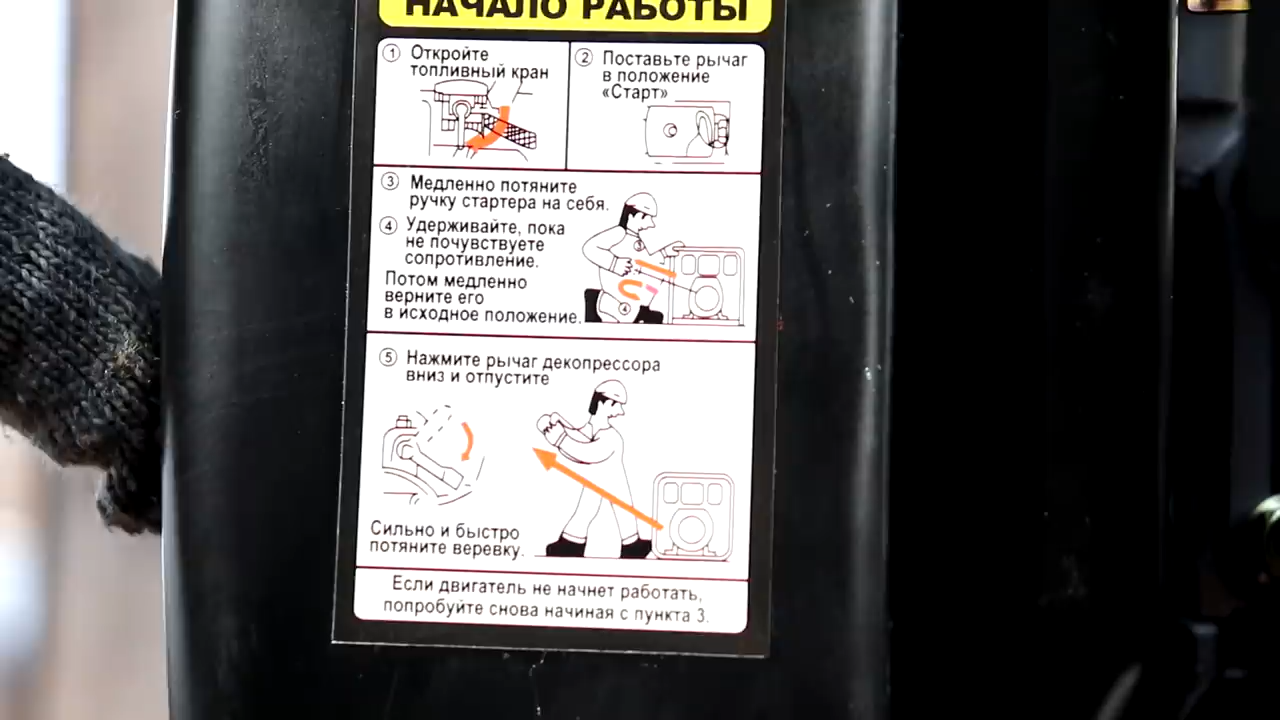 НАЧАЛО РАБОТЫ
① Откройте
топливный кран
② Поставьте рычаг
в положение
«Старт»
③ Медленно потяните
ручку стартера на себя.
④ Удерживайте, пока
не почувствуете
сопротивление.
Потом медленно
верните его
в исходное положение.
③
④
⑤ Нажмите рычаг декопрессора
вниз и отпустите
Сильно и быстро
потяните веревку.
Если двигатель не начнет работать,
попробуйте снова начиная с пункта 3.